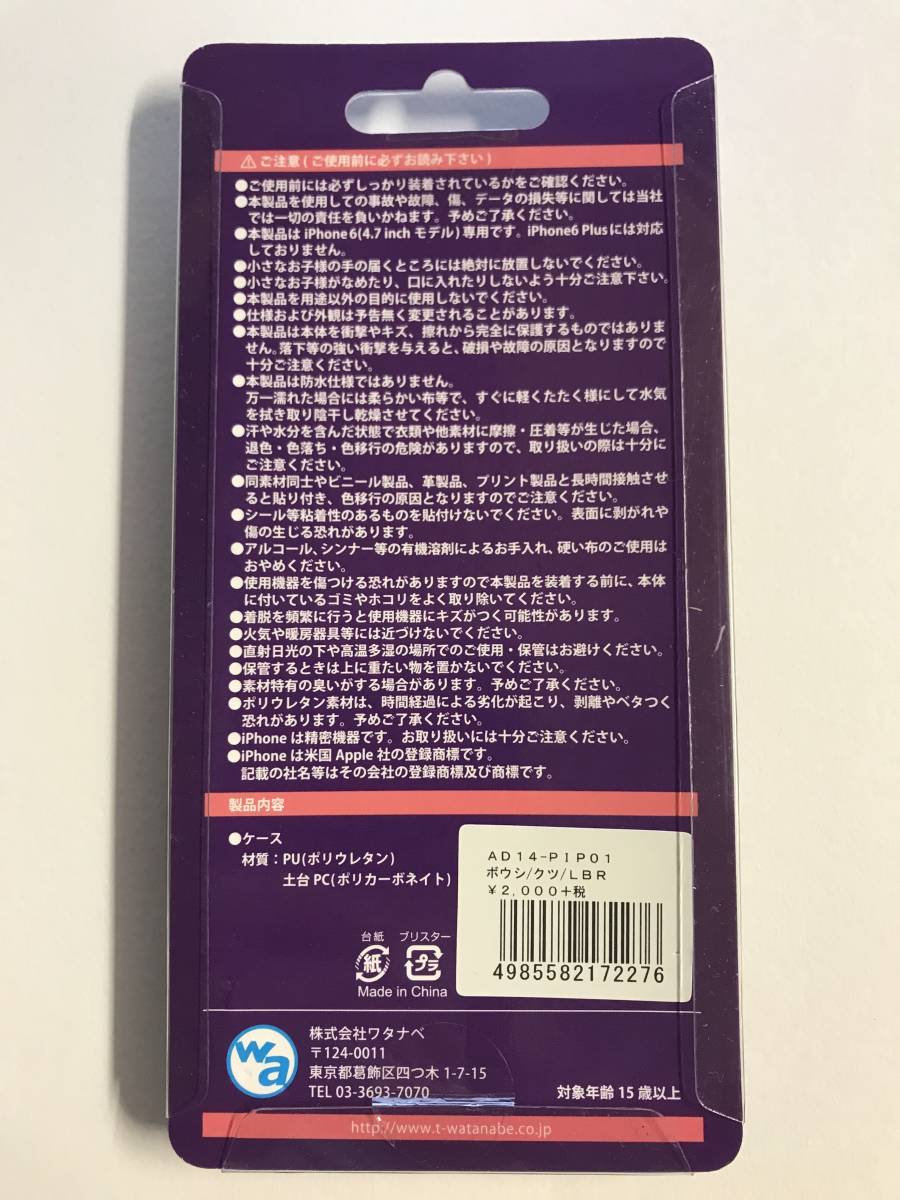 ⚠ ご注意(ご使用前に必ずお読み下さい)
●ご使用前には必ずしっかり装着されているかをご確認ください。
●本製品を使用しての事故や故障、傷、データの損失等に関しては当社
では一切の責任を負いかねます。予めご了承ください。
●本製品は iPhone6(4.7 inch モデル)専用です。iPhone6 Plusには対応
しておりません。
●小さなお子様の手の届くところには絶対に放置しないでください。
●小さなお子様がなめたり、口に入れたりしないよう十分ご注意下さい。
●本製品を用途以外の目的に使用しないでください。
●仕様および外観は予告無く変更されることがあります。
●本製品は本体を衝撃やキズ、擦れから完全に保護するものではありま
せん。落下等の強い衝撃を与えると、破損や故障の原因となりますので
十分ご注意ください。
●本製品は防水仕様ではありません。
万一濡れた場合には柔らかい布等で、すぐに軽くたたく様にして水気
を拭き取り陰干し乾燥させてください。
●汗や水分を含んだ状態で衣類や他素材に摩擦・圧着等が生じた場合、
退色・色落ち・色移行の危険がありますので、取り扱いの際は十分に
ご注意ください。
●同素材同士やビニール製品、革製品、プリント製品と長時間接触させ
ると貼り付き、色移行の原因となりますのでご注意ください。
●シール等粘着性のあるものを貼付けないでください。表面に剥がれや
傷の生じる恐れがあります。
●アルコール、シンナー等の有機溶剤によるお手入れ、硬い布のご使用は
おやめください。
●使用機器を傷つける恐れがありますので本製品を装着する前に、本体
に付いているゴミやホコリをよく取り除いてください。
●着脱を頻繁に行うと使用機器にキズがつく可能性があります。
●火気や暖房器具等には近づけないでください。
●直射日光の下や高温多湿の場所でのご使用・保管はお避けください。
●保管するときは上に重たい物を置かないでください。
●素材特有の臭いがする場合があります。予めご了承ください。
●ポリウレタン素材は、時間経過による劣化が起こり、剥離やベタつく
恐れがあります。予めご了承ください。
●iPhone は精密機器です。お取り扱いには十分ご注意ください。
●iPhone は米国 Apple 社の登録商標です。
記載の社名等はその会社の登録商標及び商標です。
製品内容
●ケース
材質：PU(ポリウレタン)
土台 PC(ポリカーボネイト)
AD14-PIP01
ボウシ/クツ/LBR
¥2,000+税
4985582172276
台紙 ブリスター
紙 プラ
Made in China
wa
株式会社ワタナベ
〒124-0011
東京都葛飾区四つ木 1-7-15
TEL 03-3693-7070
対象年齢 15 歳以上
http://www.t-watanabe.co.jp